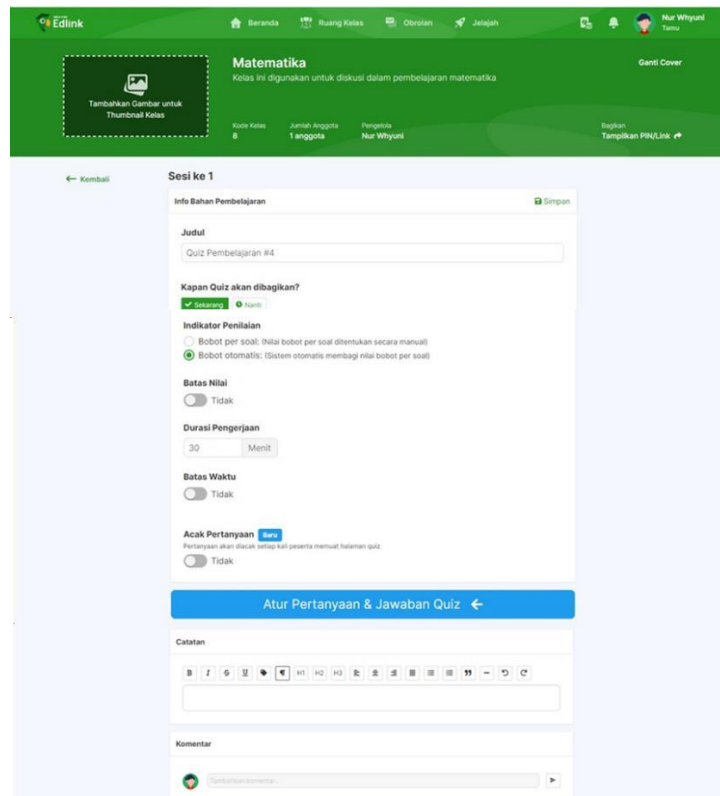 Edlink
Beranda
Ruang Kelas
Obrolan
Jelajah
Nur Whyuni
Tamu
Tambahkan Gambar untuk
Thumbnail Kelas
Matematika
Kelas ini digunakan untuk diskusi dalam pembelajaran matematika
Ganti Cover
Kode Kelas
8
Jumlah Anggota
1 anggota
Pengelola
Nur Whyuni
Bagikan
Tampilkan PIN/Link
Kembali
Sesi ke 1
Info Bahan Pembelajaran
Simpan
Judul
Quiz Pembelajaran #4
Kapan Quiz akan dibagikan?
Sekarang
Nanti
Indikator Penilaian
Bobot per soal: (Nilai bobot per soal ditentukan secara manual)
Bobot otomatis: (Sistem otomatis membagi nilai bobot per soal)
Batas Nilai
Tidak
Durasi Pengerjaan
30 Menit
Batas Waktu
Tidak
Acak Pertanyaan Baru
Pertanyaan akan diacak setiap kali peserta memuat halaman quiz
Tidak
Atur Pertanyaan & Jawaban Quiz
Catatan
B I S U H1 H2 H3
Komentar
Tambahkan komentar...